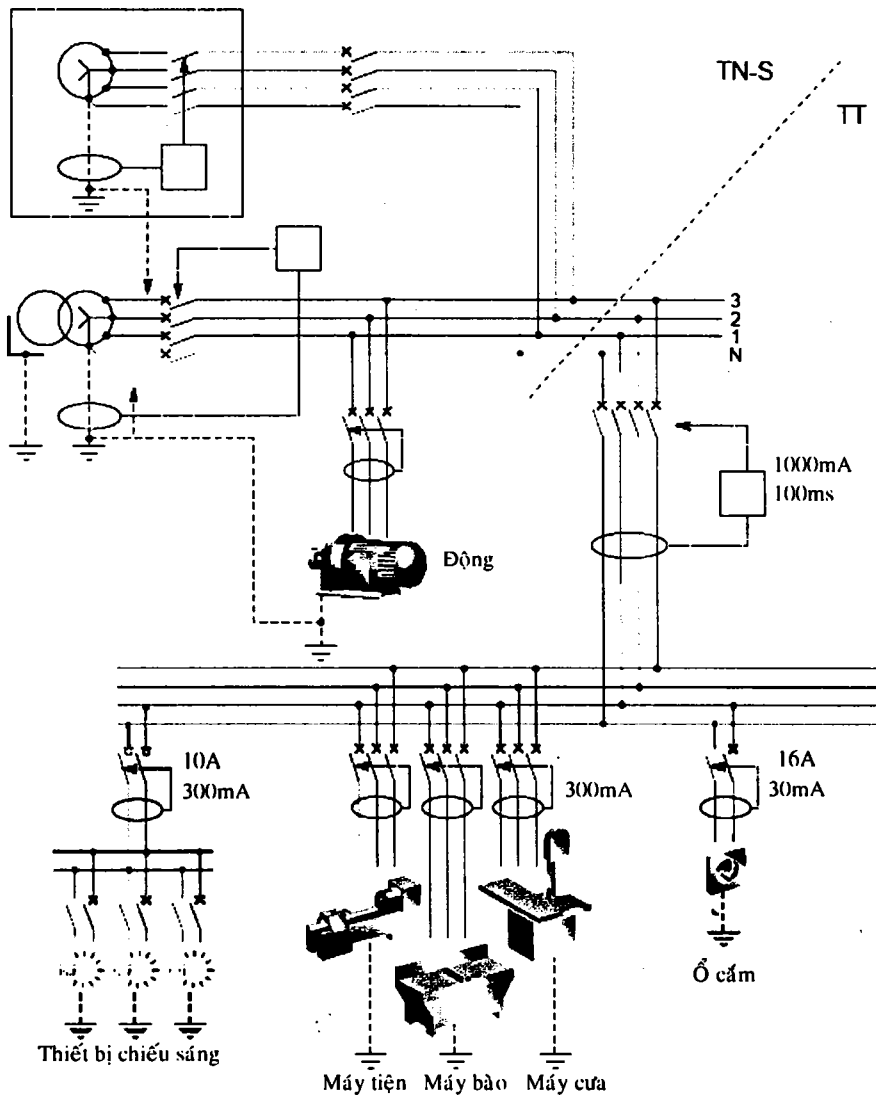 TN-S
TT
3
2
1
N
1000mA
100ms
Động
10A
300mA
300mA
16A
30mA
Ổ cắm
Thiết bị chiếu sáng
Máy tiện
Máy bào
Máy cưa